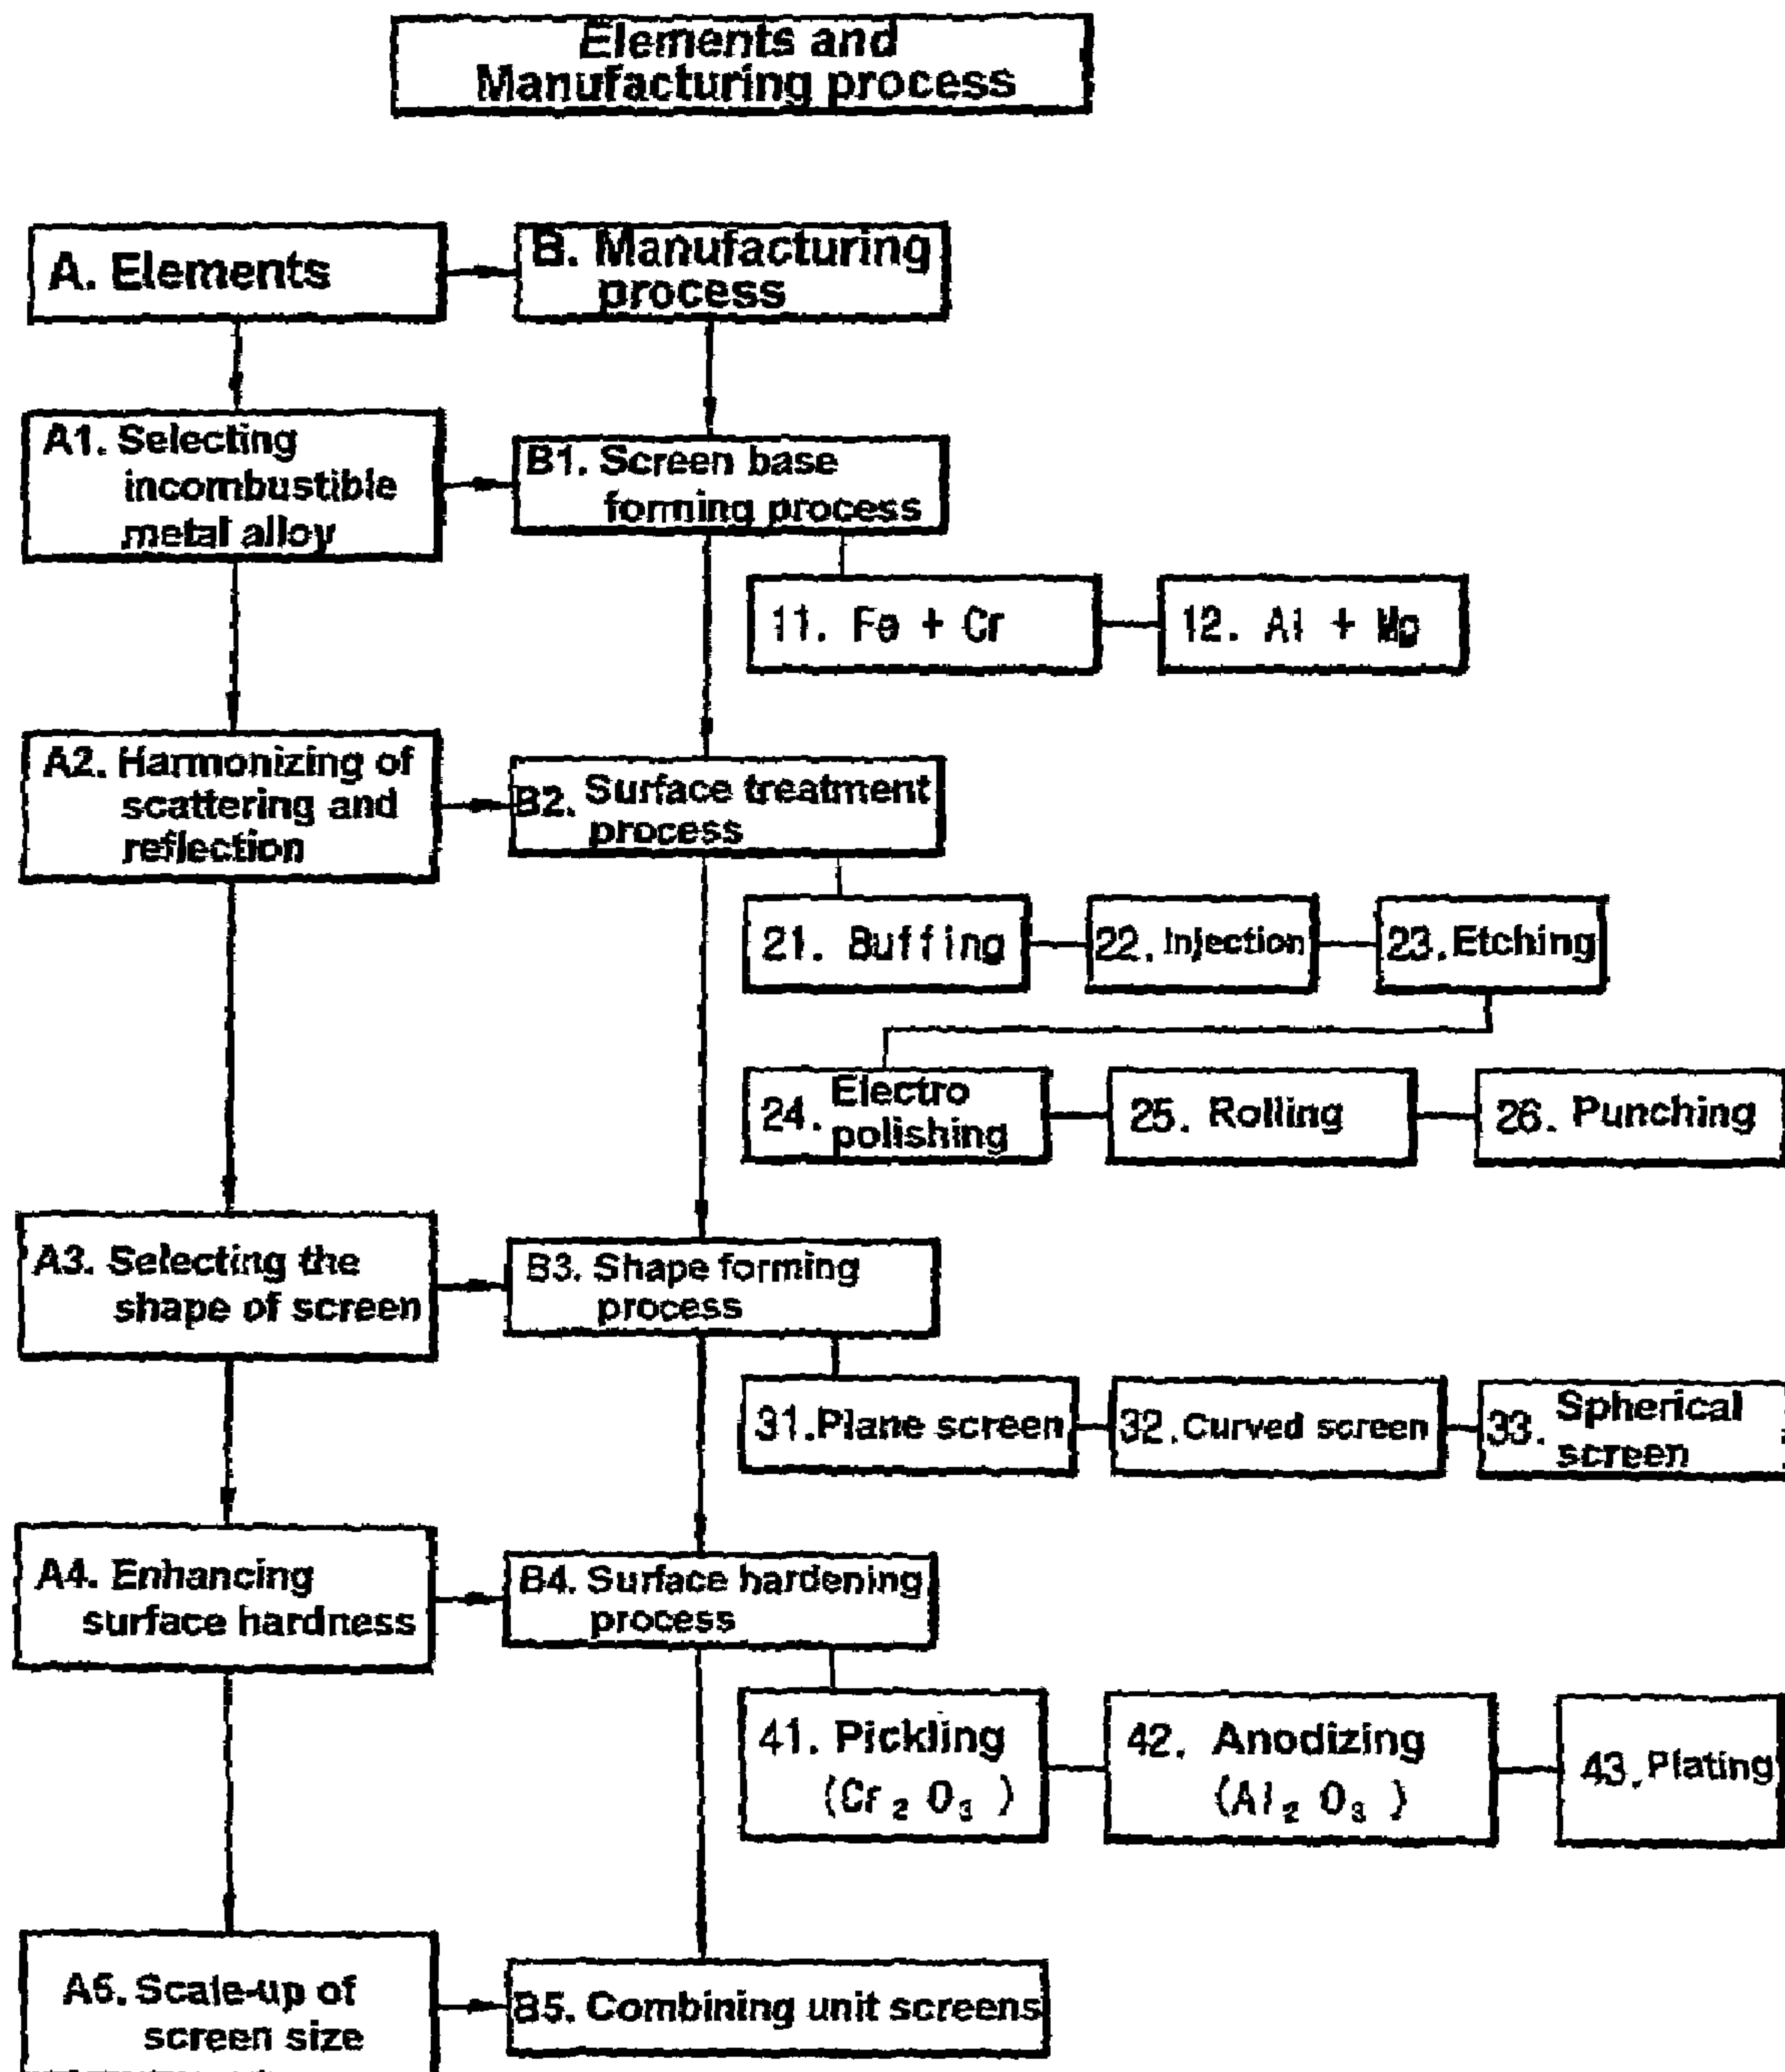 Elements and
Manufacturing process
A. Elements
B. Manufacturing
process
A1. Selecting
incombustible
metal alloy
B1. Screen base
forming process
11. Fe + Cr
12. Al + Mg
A2. Harmonizing of
scattering and
reflection
B2. Surface treatment
process
21. Buffing
22. Injection
23. Etching
24. Electro
polishing
25. Rolling
26. Punching
A3. Selecting the
shape of screen
B3. Shape forming
process
31. Plane screen
32. Curved screen
33. Spherical
screen
A4. Enhancing
surface hardness
B4. Surface hardening
process
41. Pickling
(Cr₂ O₃ )
42. Anodizing
(Al₂ O₃ )
43. Plating
A5. Scale-up of
screen size
B5. Combining unit screens